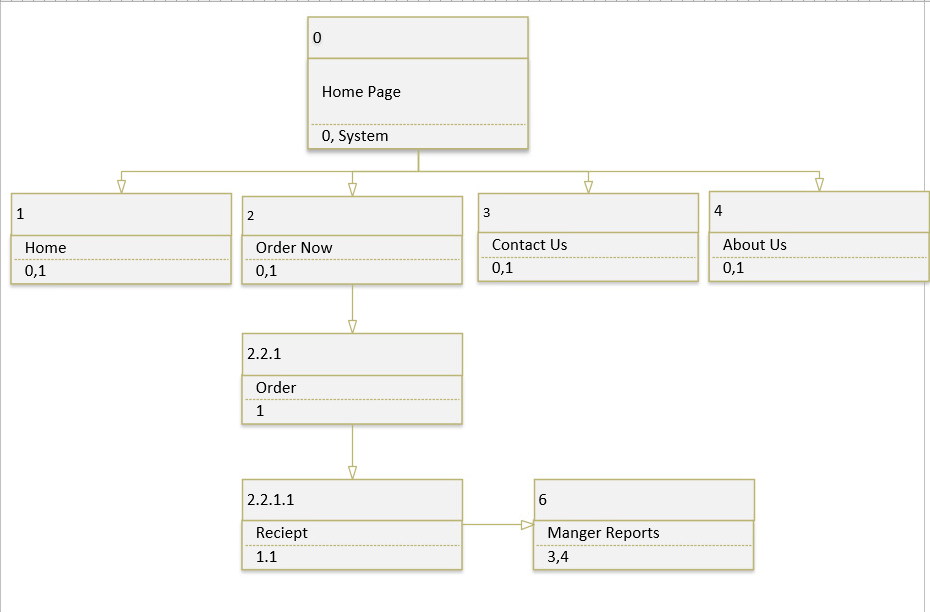 0
Home Page
0, System
1
Home
0,1
2
Order Now
0,1
3
Contact Us
0,1
4
About Us
0,1
2.2.1
Order
1
2.2.1.1
Reciept
1.1
6
Manger Reports
3,4